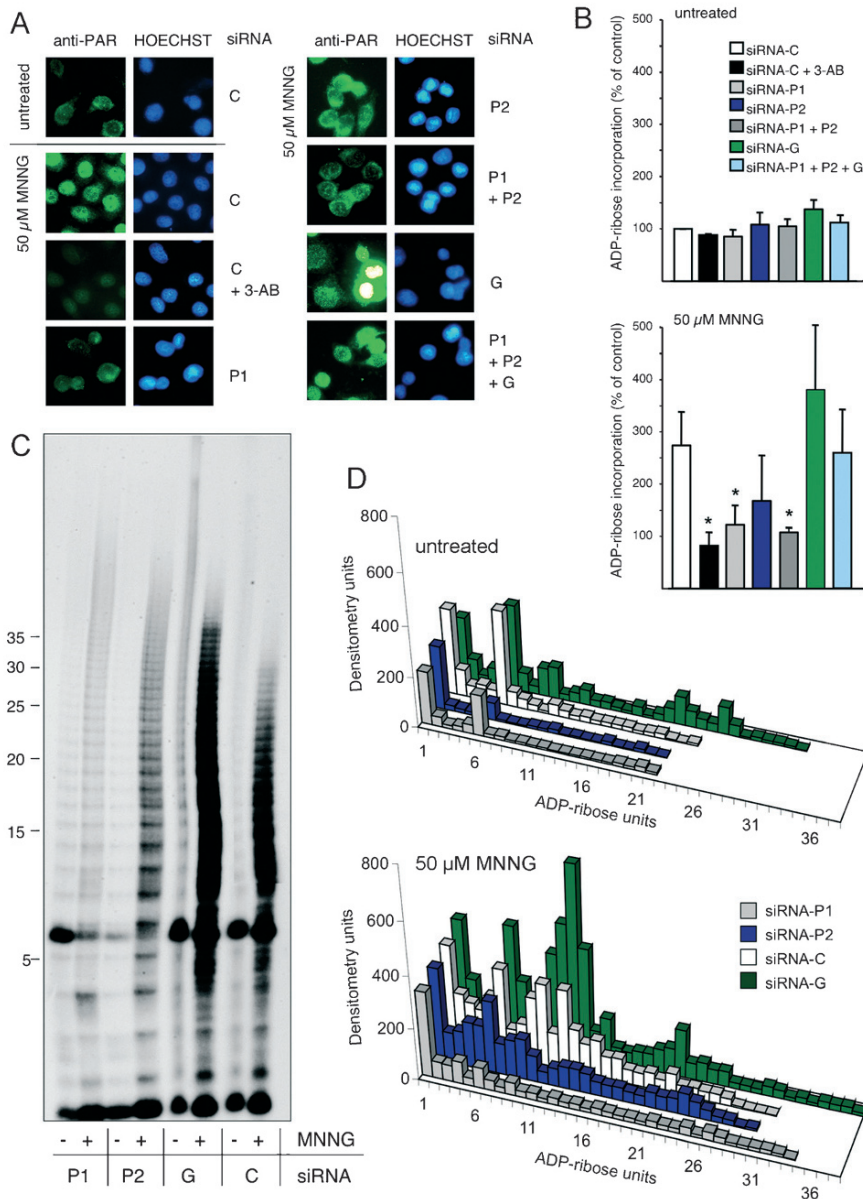 A
anti-PAR HOECHST siRNA
untreated
C
50 µM MNNG
C
C
+ 3-AB
P1
anti-PAR HOECHST siRNA
50 µM MNNG
P2
P1
+ P2
G
P1
+ P2
+ G
B
untreated
ADP-ribose incorporation (% of control)
500
400
300
200
100
siRNA-C
siRNA-C + 3-AB
siRNA-P1
siRNA-P2
siRNA-P1 + P2
siRNA-G
siRNA-P1 + P2 + G
50 µM MNNG
ADP-ribose incorporation (% of control)
500
400
300
200
100
* * *
C
35
30
25
20
15
5
- + - + - + - + MNNG
P1 P2 G C siRNA
D
untreated
Densitometry units
800
600
400
200
0
1 6 11 16 21 31 36
ADP-ribose units
50 µM MNNG
Densitometry units
800
600
400
200
0
siRNA-P1
siRNA-P2
siRNA-C
siRNA-G
1 6 11 16 21 26 31 36
ADP-ribose units